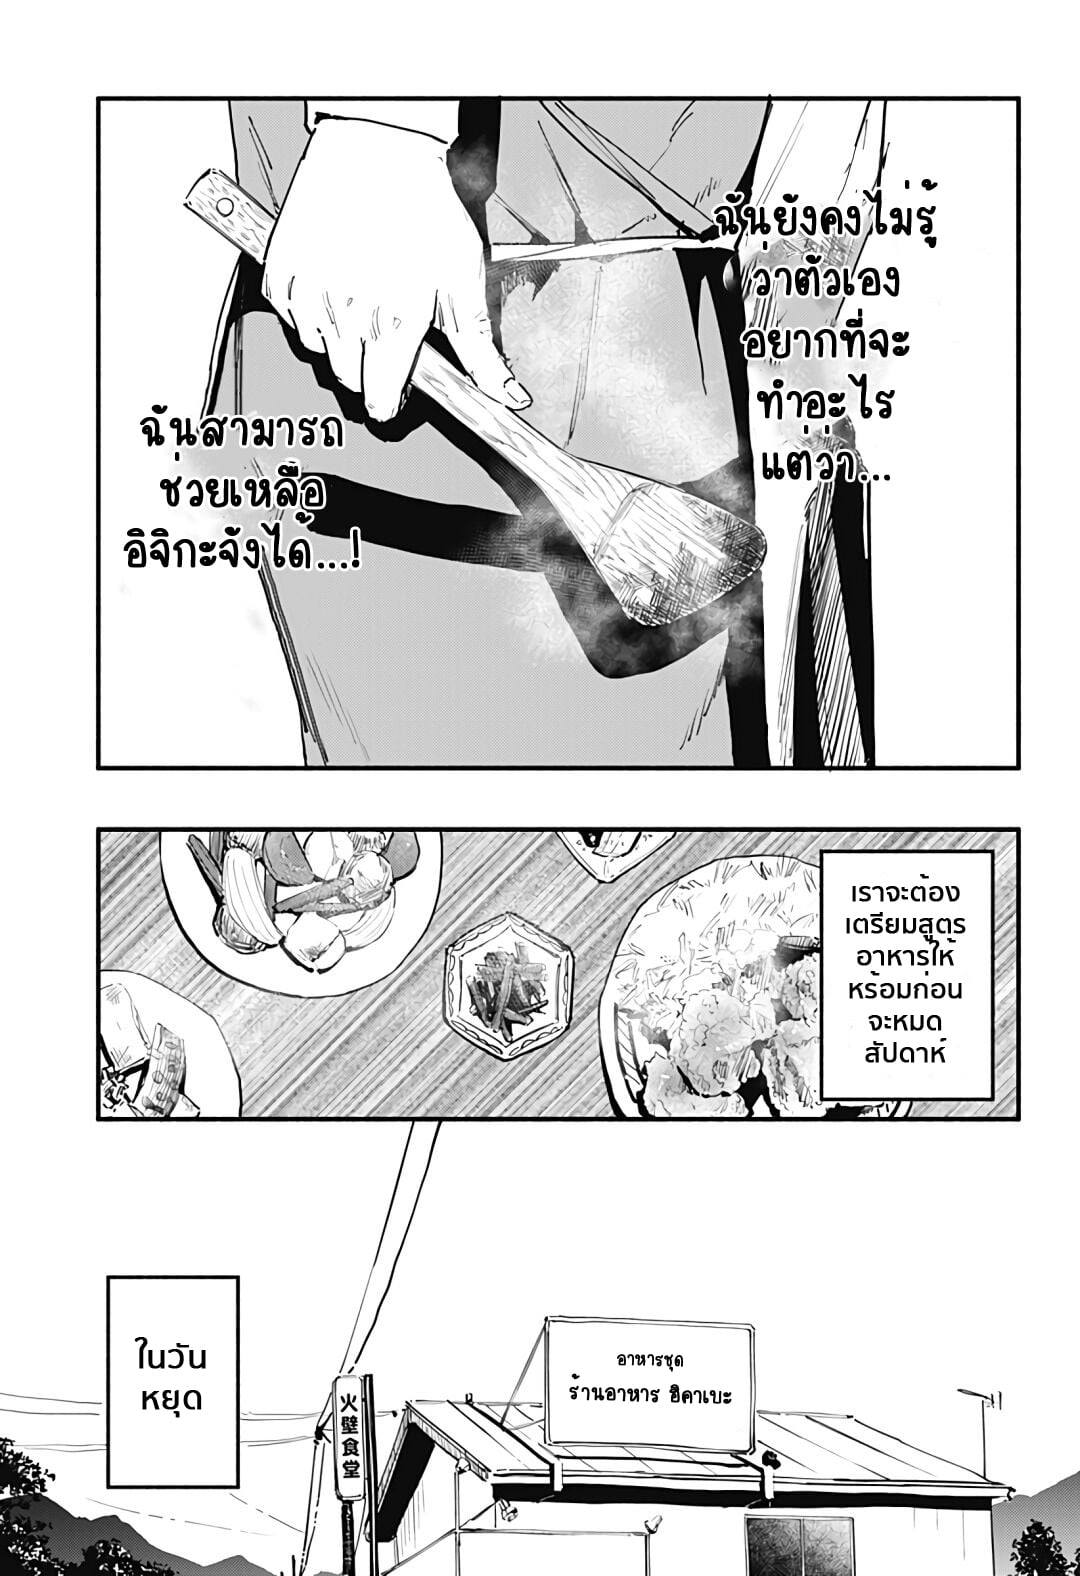 ฉันยังคงไม่รู้
ว่าตัวเอง
อยากที่จะ
ทำอะไร
แต่ว่า...
ฉันสามารถ
ช่วยเหลือ
อิจิกะจังได้...!
เราจะต้อง
เตรียมสูตร
อาหารให้
พร้อมก่อน
จะหมด
สัปดาห์
ในวัน
หยุด
อาหารชุด
ร้านอาหาร ฮิคาเบะ
火壁食堂